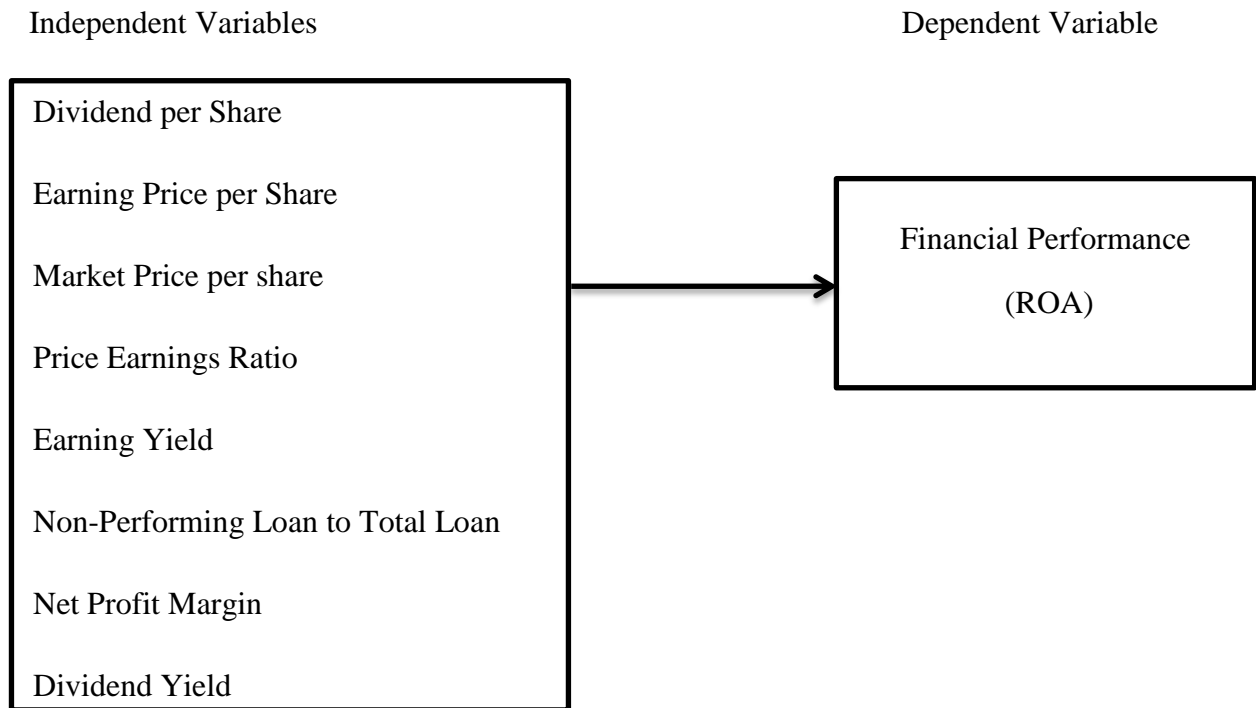 Independent Variables
Dependent Variable
Dividend per Share
Earning Price per Share
Market Price per share
Price Earnings Ratio
Earning Yield
Non-Performing Loan to Total Loan
Net Profit Margin
Dividend Yield
Financial Performance
(ROA)